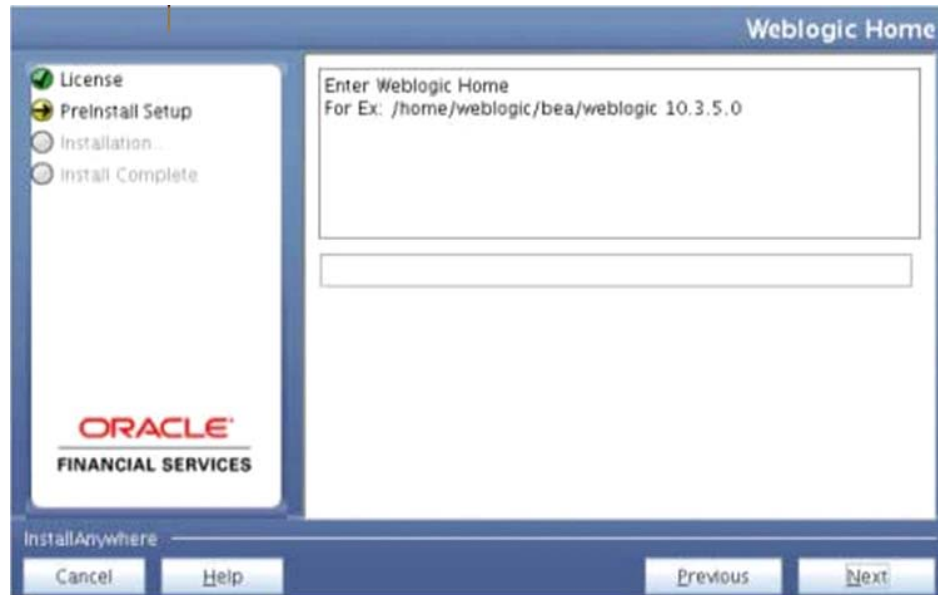 Weblogic Home
License
PreInstall Setup
Installation...
Install Complete
ORACLE
FINANCIAL SERVICES
Enter Weblogic Home
For Ex: /home/weblogic/bea/weblogic 10.3.5.0
InstallAnywhere
Cancel
Help
Previous
Next